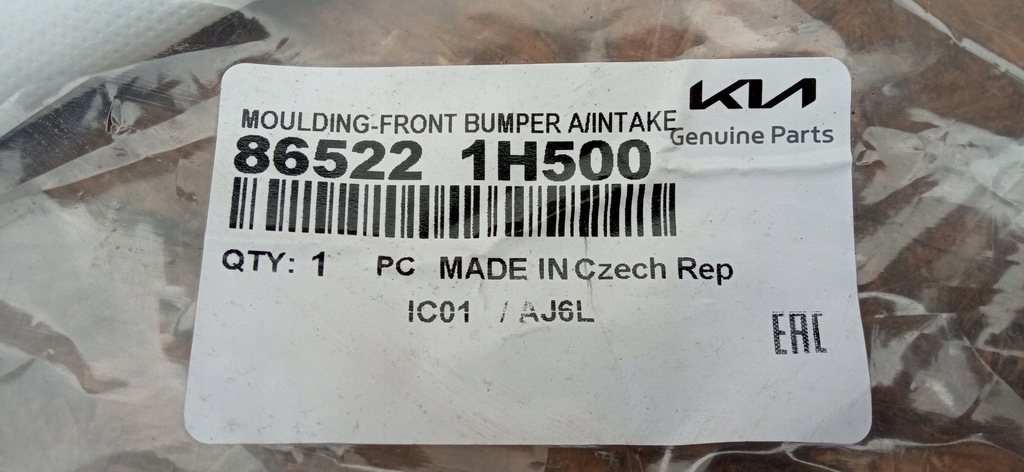 KIA
Genuine Parts
MOULDING-FRONT BUMPER A/INTAKE
86522 1H500
QTY: 1 PC MADE IN Czech Rep
IC01 / AJ6L
EAC